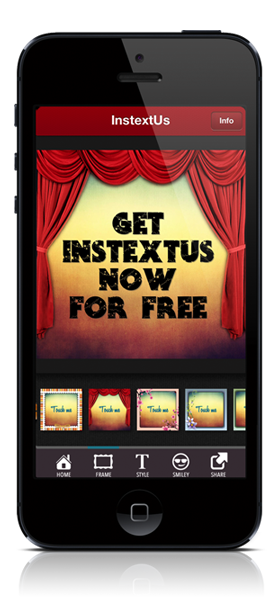 InstextUs
Info
GET
INSTEXTUS
NOW
FOR FREE
Touch me
Touch me
Touch me
Touch me
HOME
FRAME
STYLE
SMILEY
SHARE